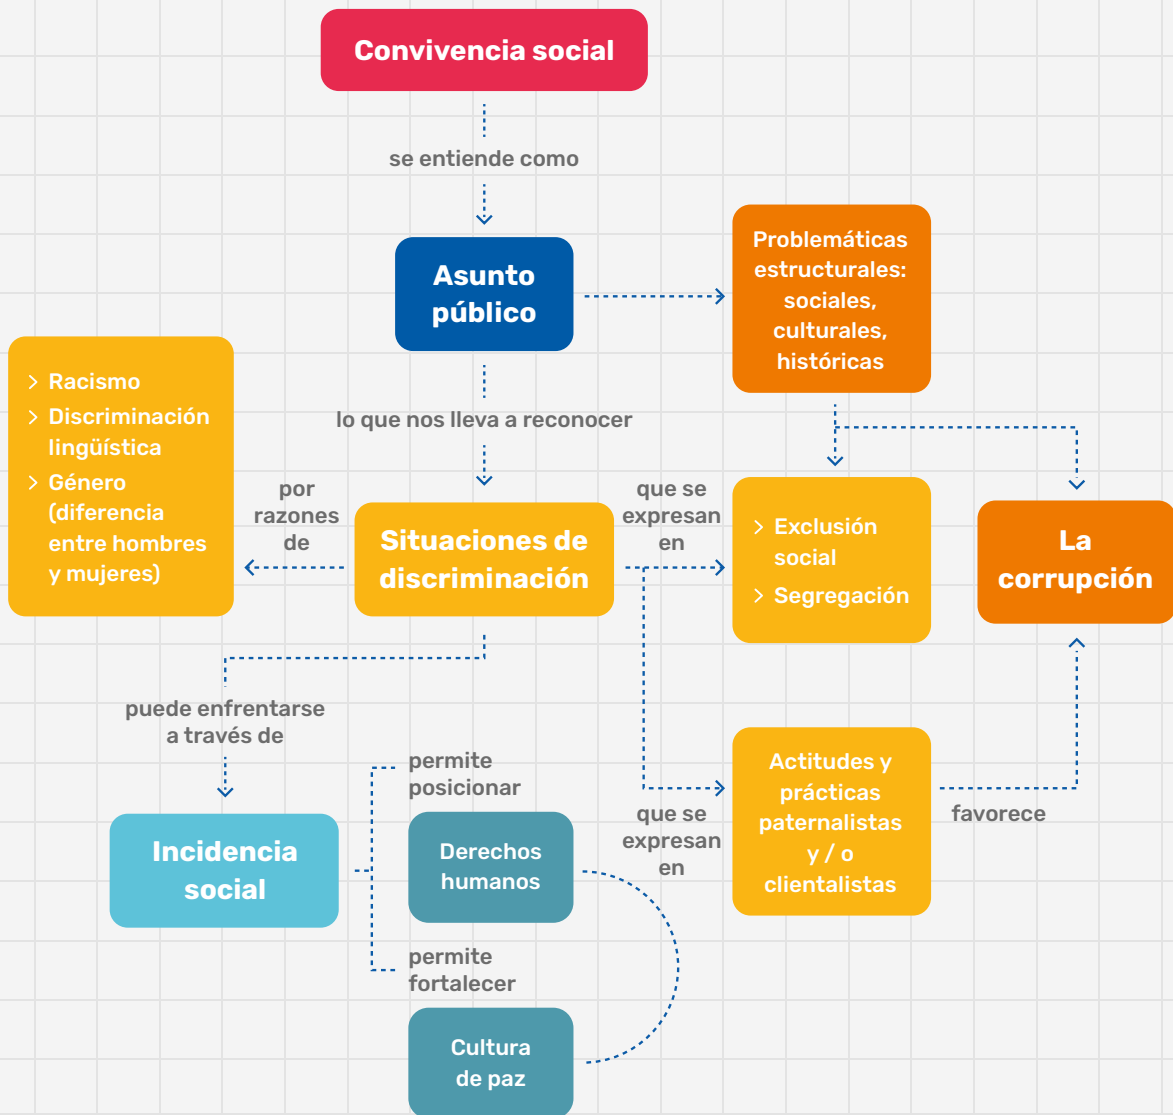 Convivencia social
se entiende como
Asunto
público
Problemáticas
estructurales:
sociales,
culturales,
históricas
> Racismo
> Discriminación
lingüística
> Género
(diferencia
entre hombres
y mujeres)
lo que nos lleva a reconocer
por
razones
de
Situaciones de
discriminación
que se
expresan
en
> Exclusión
social
> Segregación
La
corrupción
puede enfrentarse
a través de
Incidencia
social
permite
posicionar
Derechos
humanos
permite
fortalecer
Cultura
de paz
que se
expresan
en
Actitudes y
prácticas
paternalistas
y / o
clientalistas
favorece